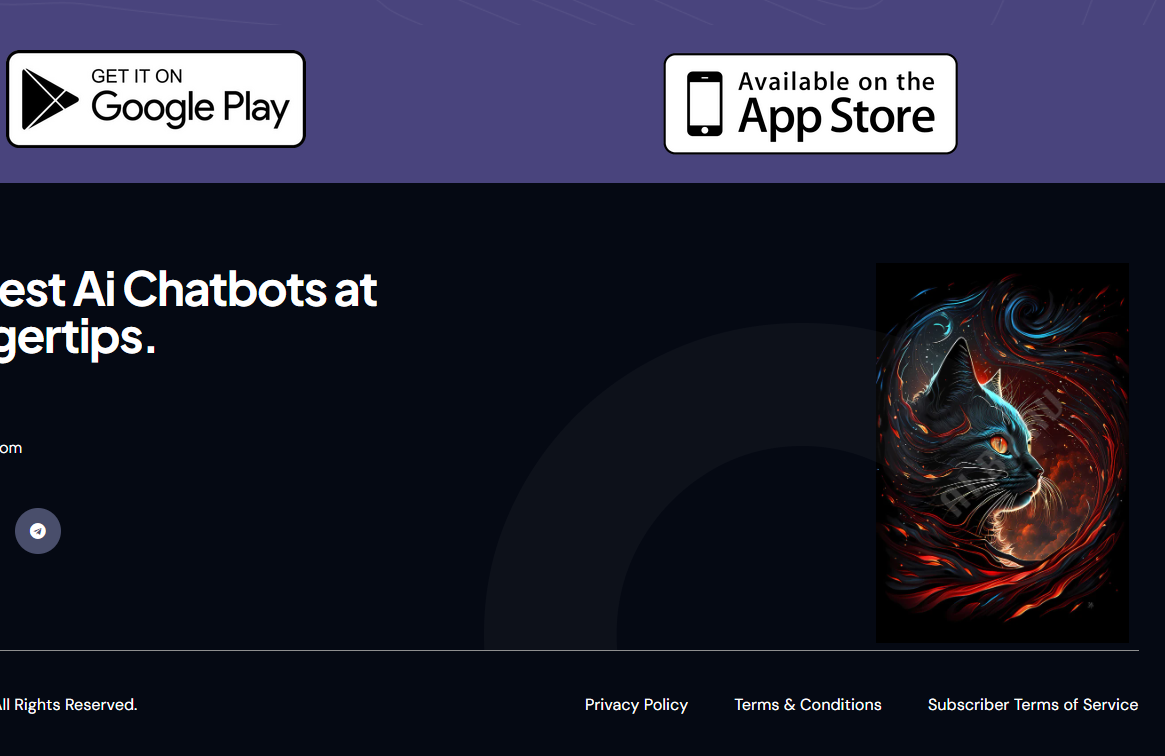 GET IT ON
Google Play
Available on the
App Store
est Ai Chatbots at
gertips.
om
All Rights Reserved.
Privacy Policy
Terms & Conditions
Subscriber Terms of Service